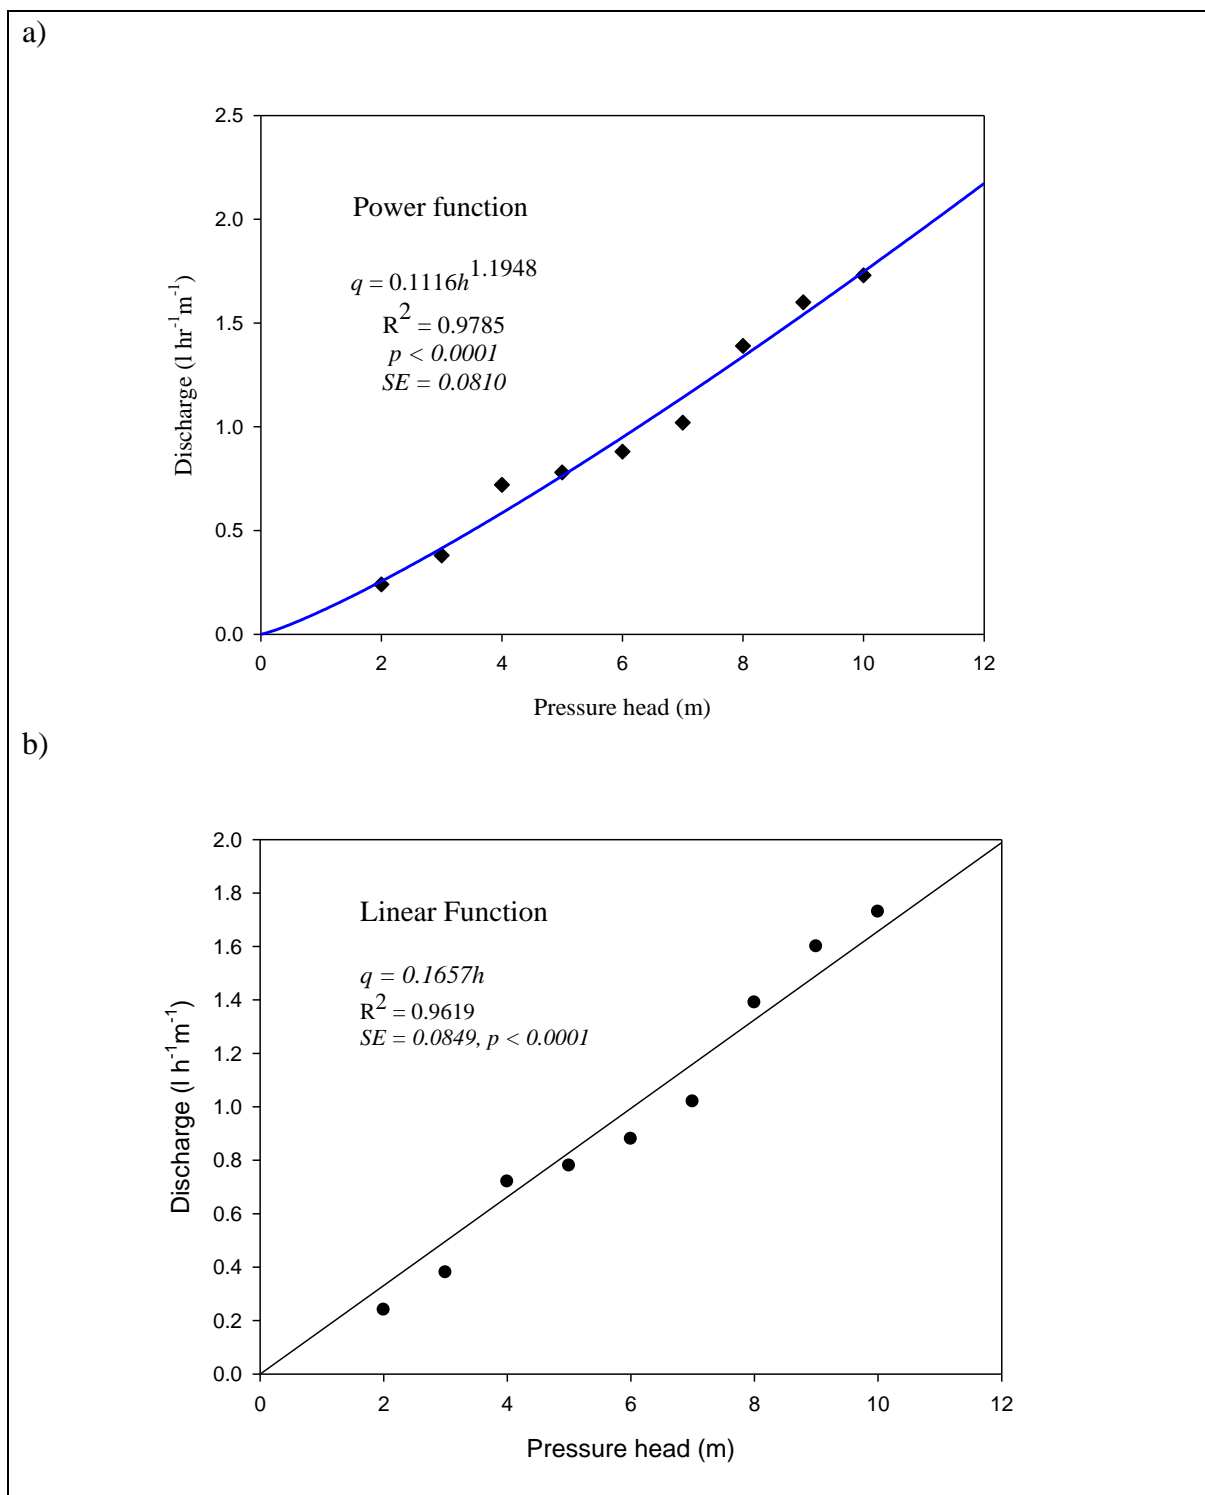 a)
2.5
2.0
1.5
1.0
0.5
0.0
Discharge (l hr⁻¹m⁻¹)
Power function
q = 0.1116h^1.1948
R² = 0.9785
p < 0.0001
SE = 0.0810
0 2 4 6 8 10 12
Pressure head (m)
b)
2.0
1.8
1.6
1.4
1.2
1.0
0.8
0.6
0.4
0.2
0.0
Discharge (l h⁻¹m⁻¹)
Linear Function
q = 0.1657h
R² = 0.9619
SE = 0.0849, p < 0.0001
0 2 4 6 8 10 12
Pressure head (m)